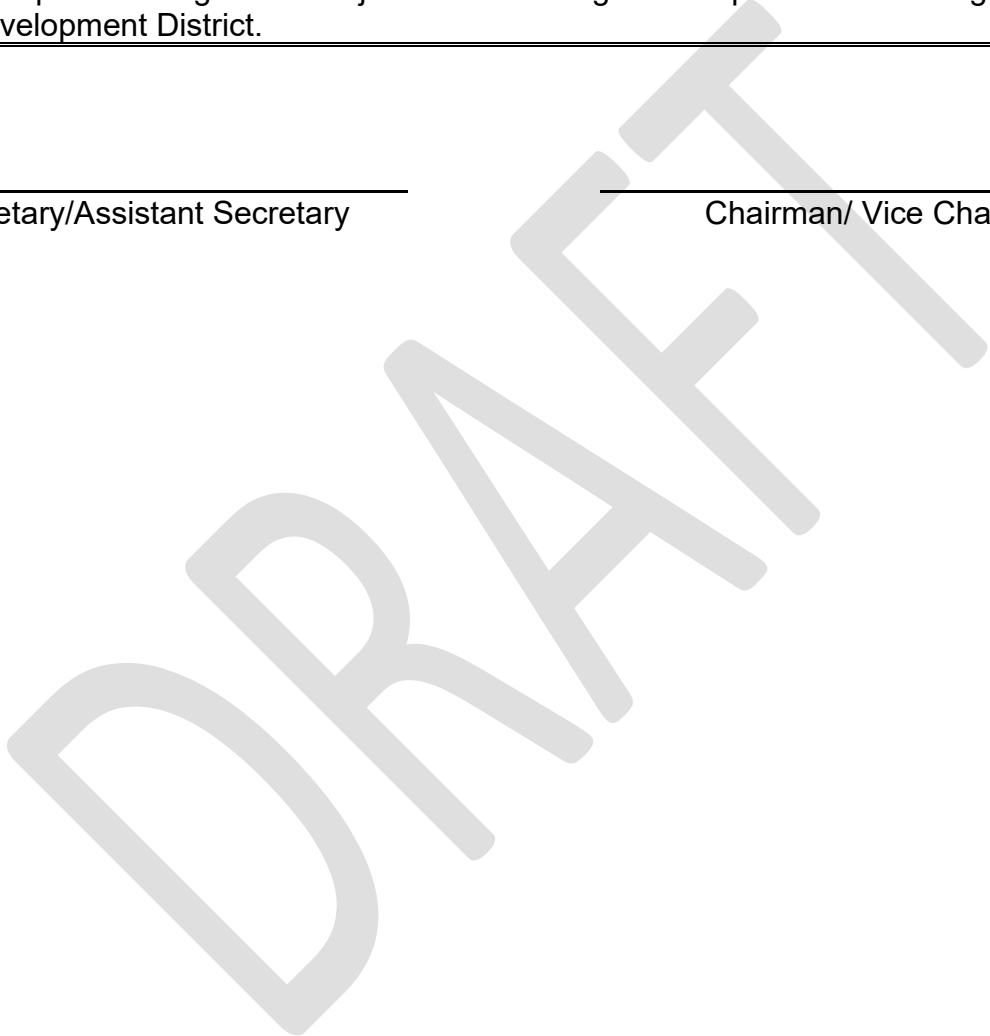 velopment District.
etary/Assistant Secretary
Chairman/ Vice Cha
DRAFT